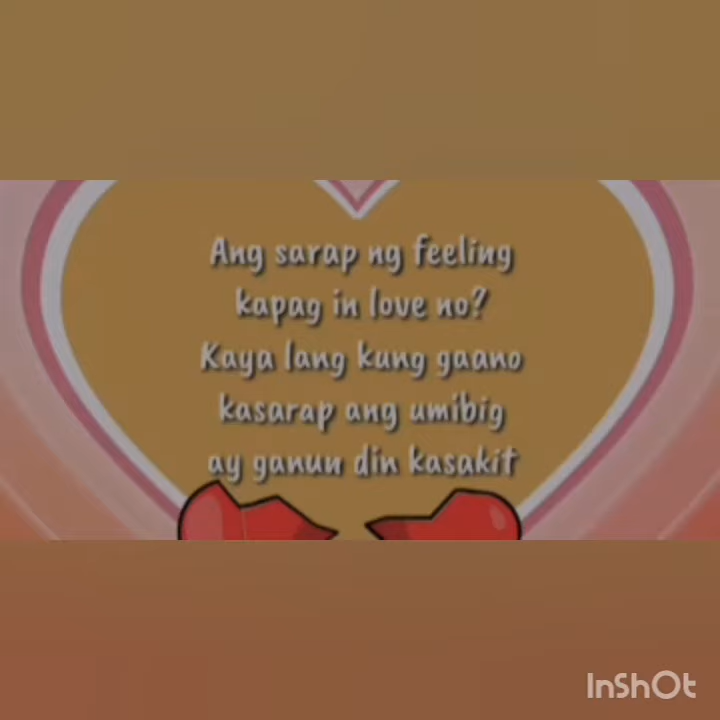 Ang sarap ng feeling
kapag in love no?
Kaya lang kung gaano
kasarap ang umibig
ay ganun din kasakit
InShOt